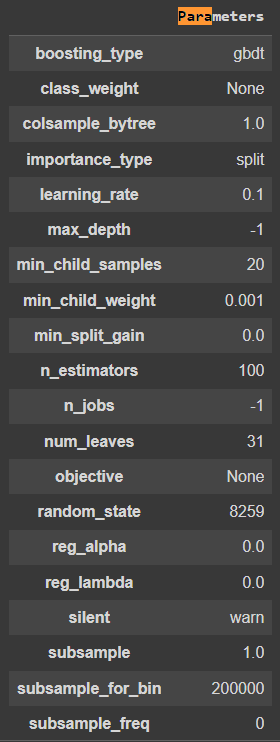 Parameters
boosting_type gbdt
class_weight None
colsample_bytree 1.0
importance_type split
learning_rate 0.1
max_depth -1
min_child_samples 20
min_child_weight 0.001
min_split_gain 0.0
n_estimators 100
n_jobs -1
num_leaves 31
objective None
random_state 8259
reg_alpha 0.0
reg_lambda 0.0
silent warn
subsample 1.0
subsample_for_bin 200000
subsample_freq 0